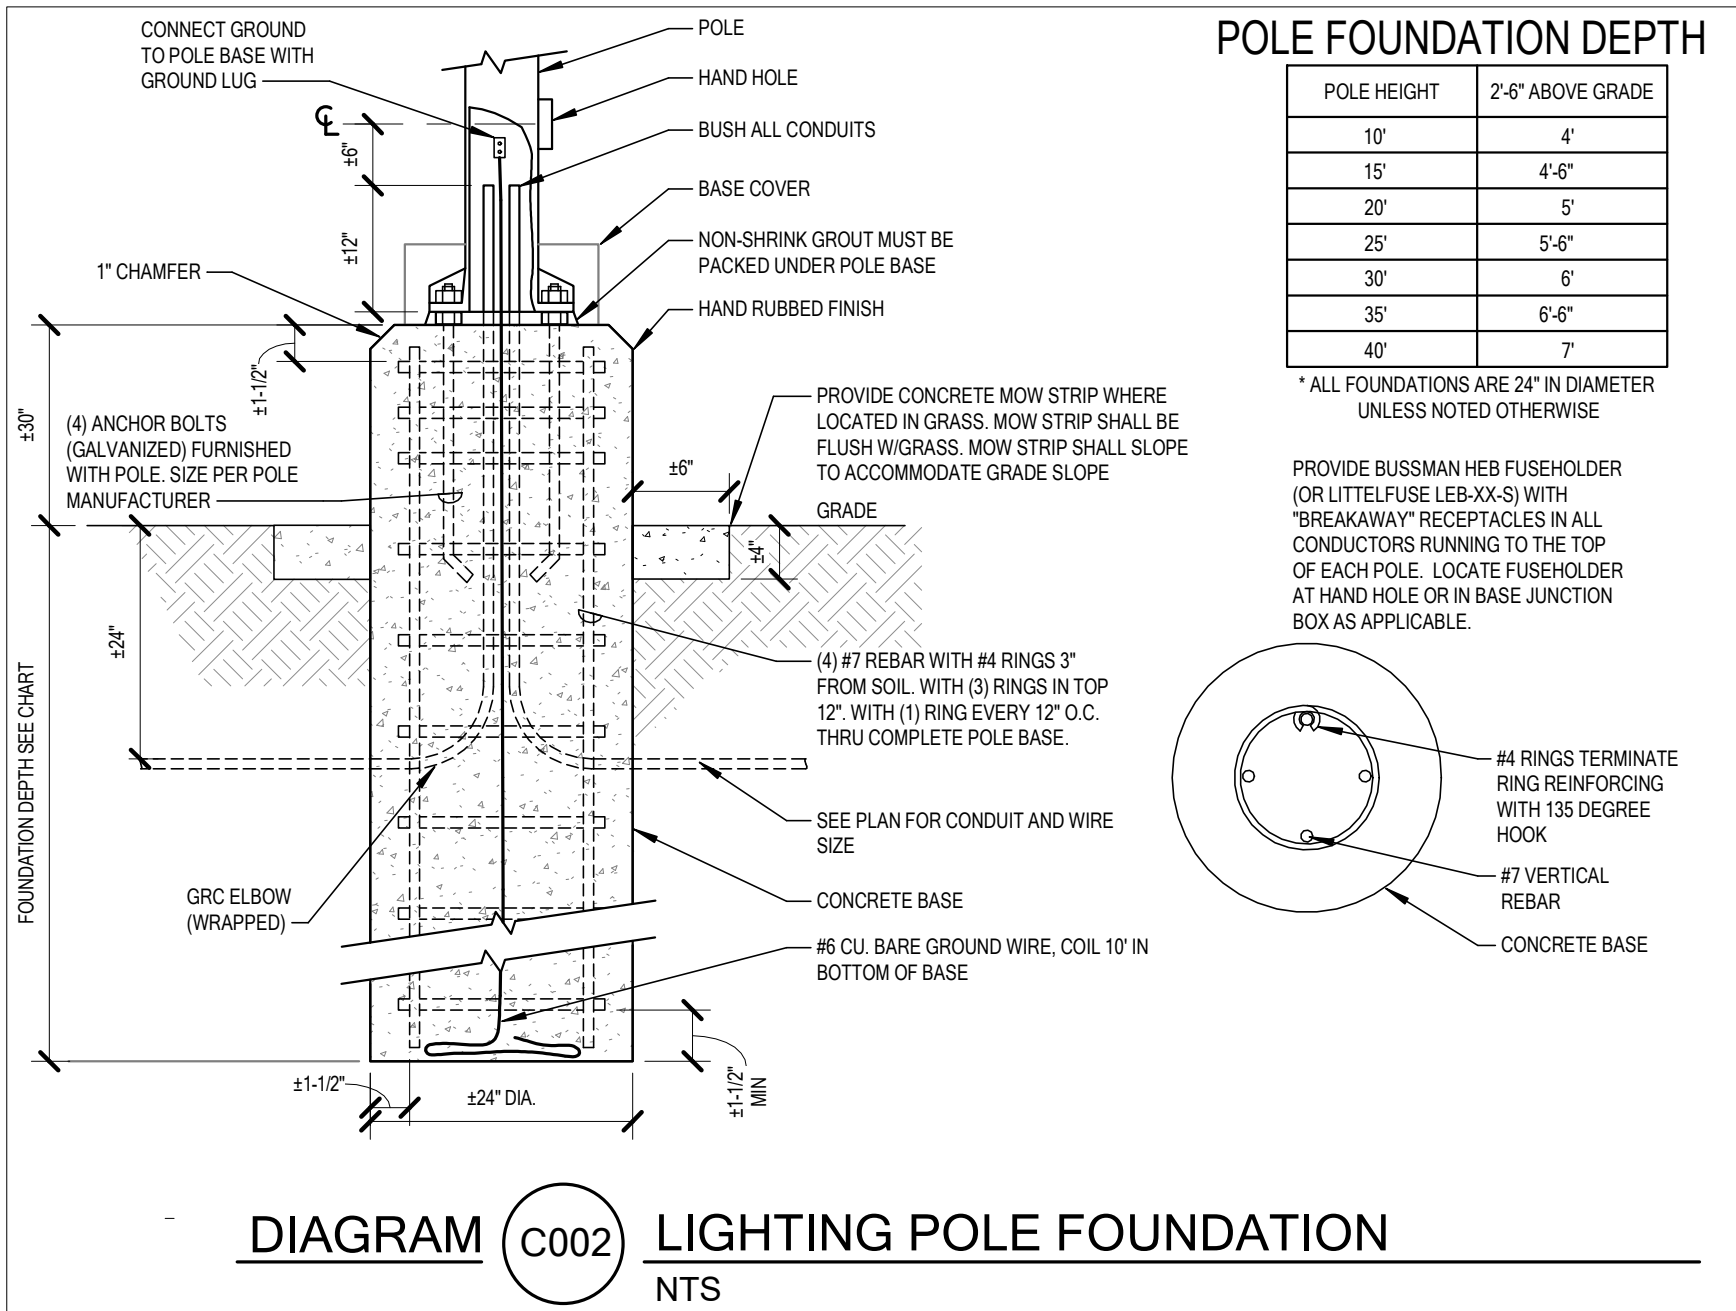 CONNECT GROUND
TO POLE BASE WITH
GROUND LUG
POLE
HAND HOLE
BUSH ALL CONDUITS
BASE COVER
NON-SHRINK GROUT MUST BE
PACKED UNDER POLE BASE
HAND RUBBED FINISH
CL
±6"
±12"
1" CHAMFER
±1-1/2"
±30"
(4) ANCHOR BOLTS
(GALVANIZED) FURNISHED
WITH POLE. SIZE PER POLE
MANUFACTURER
PROVIDE CONCRETE MOW STRIP WHERE
LOCATED IN GRASS. MOW STRIP SHALL BE
FLUSH W/GRASS. MOW STRIP SHALL SLOPE
TO ACCOMMODATE GRADE SLOPE
±6"
GRADE
±4"
±24"
FOUNDATION DEPTH SEE CHART
(4) #7 REBAR WITH #4 RINGS 3"
FROM SOIL. WITH (3) RINGS IN TOP
12". WITH (1) RING EVERY 12" O.C.
THRU COMPLETE POLE BASE.
SEE PLAN FOR CONDUIT AND WIRE
SIZE
GRC ELBOW
(WRAPPED)
CONCRETE BASE
#6 CU. BARE GROUND WIRE, COIL 10' IN
BOTTOM OF BASE
±1-1/2"
±24" DIA.
±1-1/2"
MIN
POLE FOUNDATION DEPTH
POLE HEIGHT 2'-6" ABOVE GRADE
10' 4'
15' 4'-6"
20' 5'
25' 5'-6"
30' 6'
35' 6'-6"
40' 7'
* ALL FOUNDATIONS ARE 24" IN DIAMETER
UNLESS NOTED OTHERWISE
PROVIDE BUSSMAN HEB FUSEHOLDER
(OR LITTELFUSE LEB-XX-S) WITH
"BREAKAWAY" RECEPTACLES IN ALL
CONDUCTORS RUNNING TO THE TOP
OF EACH POLE. LOCATE FUSEHOLDER
AT HAND HOLE OR IN BASE JUNCTION
BOX AS APPLICABLE.
#4 RINGS TERMINATE
RING REINFORCING
WITH 135 DEGREE
HOOK
#7 VERTICAL
REBAR
CONCRETE BASE
DIAGRAM C002 LIGHTING POLE FOUNDATION
NTS